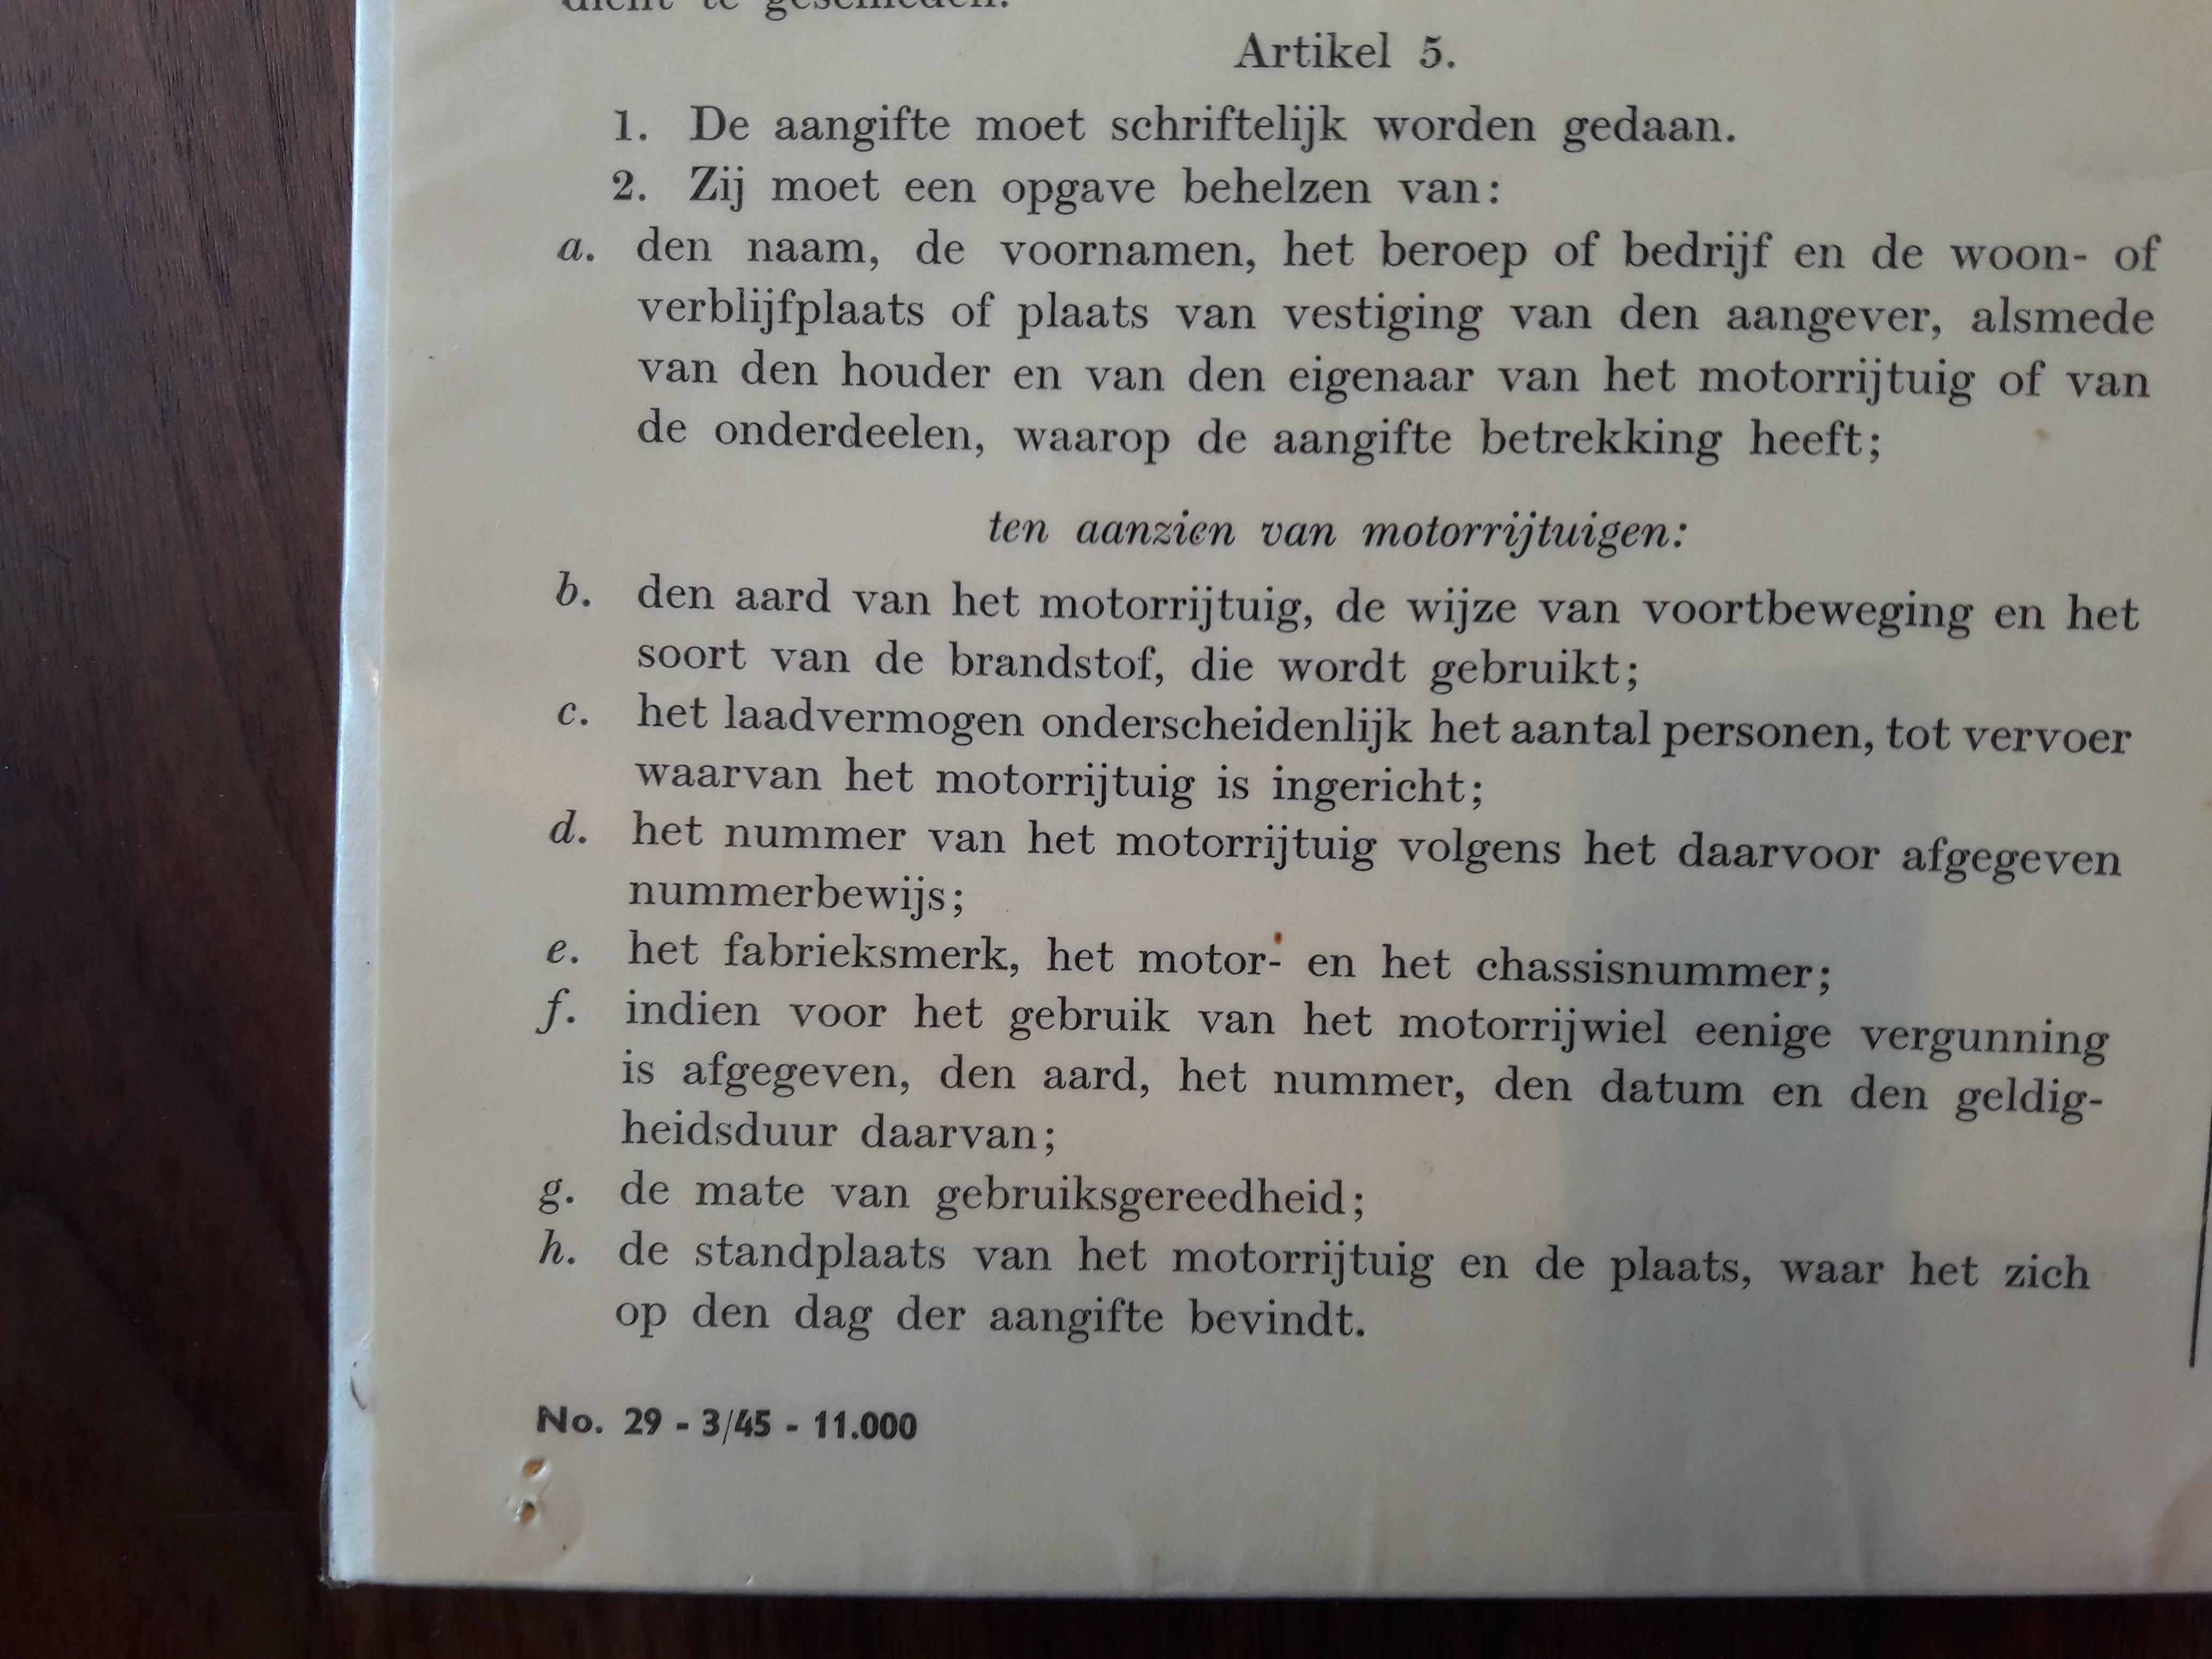 dicht te geschieden.
Artikel 5.
1. De aangifte moet schriftelijk worden gedaan.
2. Zij moet een opgave behelzen van:
a. den naam, de voornamen, het beroep of bedrijf en de woon- of
verblijfplaats of plaats van vestiging van den aangever, alsmede
van den houder en van den eigenaar van het motorrijtuig of van
de onderdeelen, waarop de aangifte betrekking heeft;
ten aanzien van motorrijtuigen:
b. den aard van het motorrijtuig, de wijze van voortbeweging en het
soort van de brandstof, die wordt gebruikt;
c. het laadvermogen onderscheidenlijk het aantal personen, tot vervoer
waarvan het motorrijtuig is ingericht;
d. het nummer van het motorrijtuig volgens het daarvoor afgegeven
nummerbewijs;
e. het fabrieksmerk, het motor- en het chassisnummer;
f. indien voor het gebruik van het motorrijwiel eenige vergunning
is afgegeven, den aard, het nummer, den datum en den geldig-
heidsduur daarvan;
g. de mate van gebruiksgereedheid;
h. de standplaats van het motorrijtuig en de plaats, waar het zich
op den dag der aangifte bevindt.
No. 29 - 3/45 - 11.000